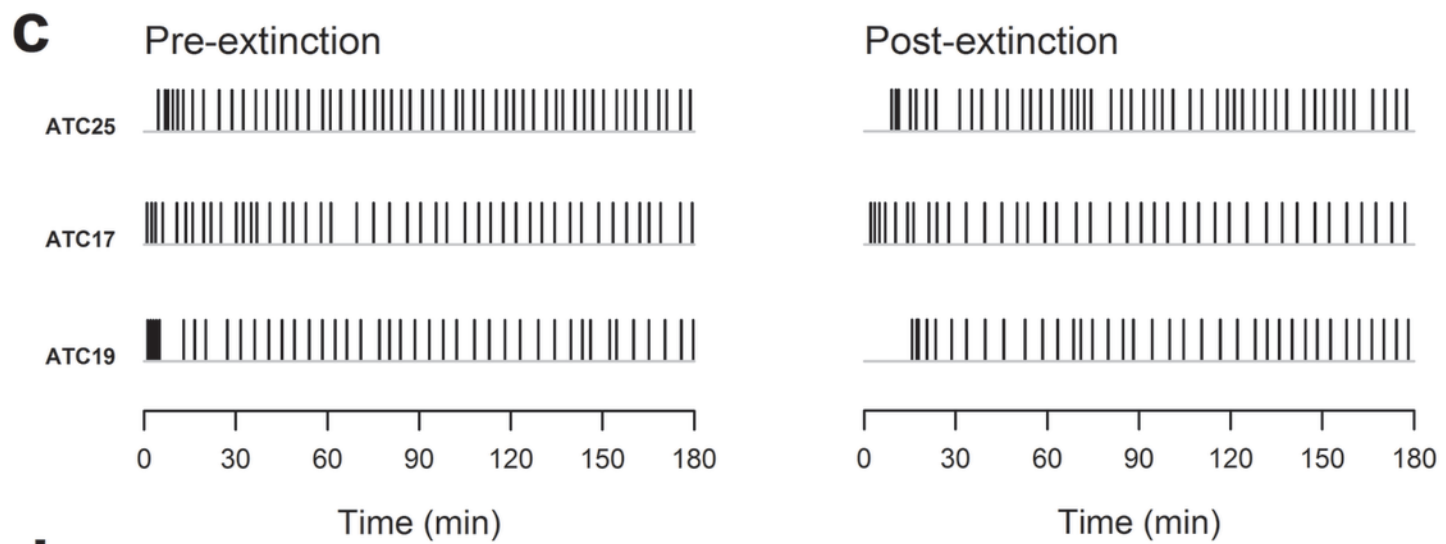 c
Pre-extinction Post-extinction
ATC25
ATC17
ATC19
0 30 60 90 120 150 180 0 30 60 90 120 150 180
Time (min) Time (min)